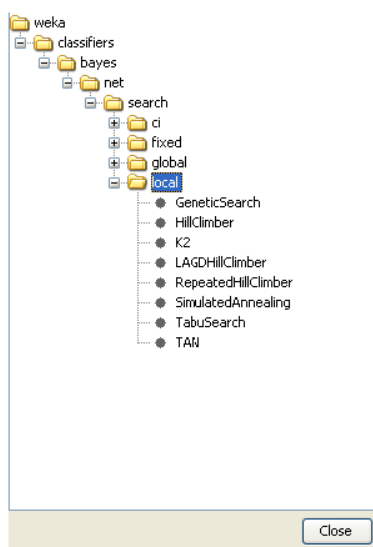 weka
classifiers
bayes
net
search
ci
fixed
global
local
GeneticSearch
HillClimber
K2
LAGDHillClimber
RepeatedHillClimber
SimulatedAnnealing
TabuSearch
TAN
Close